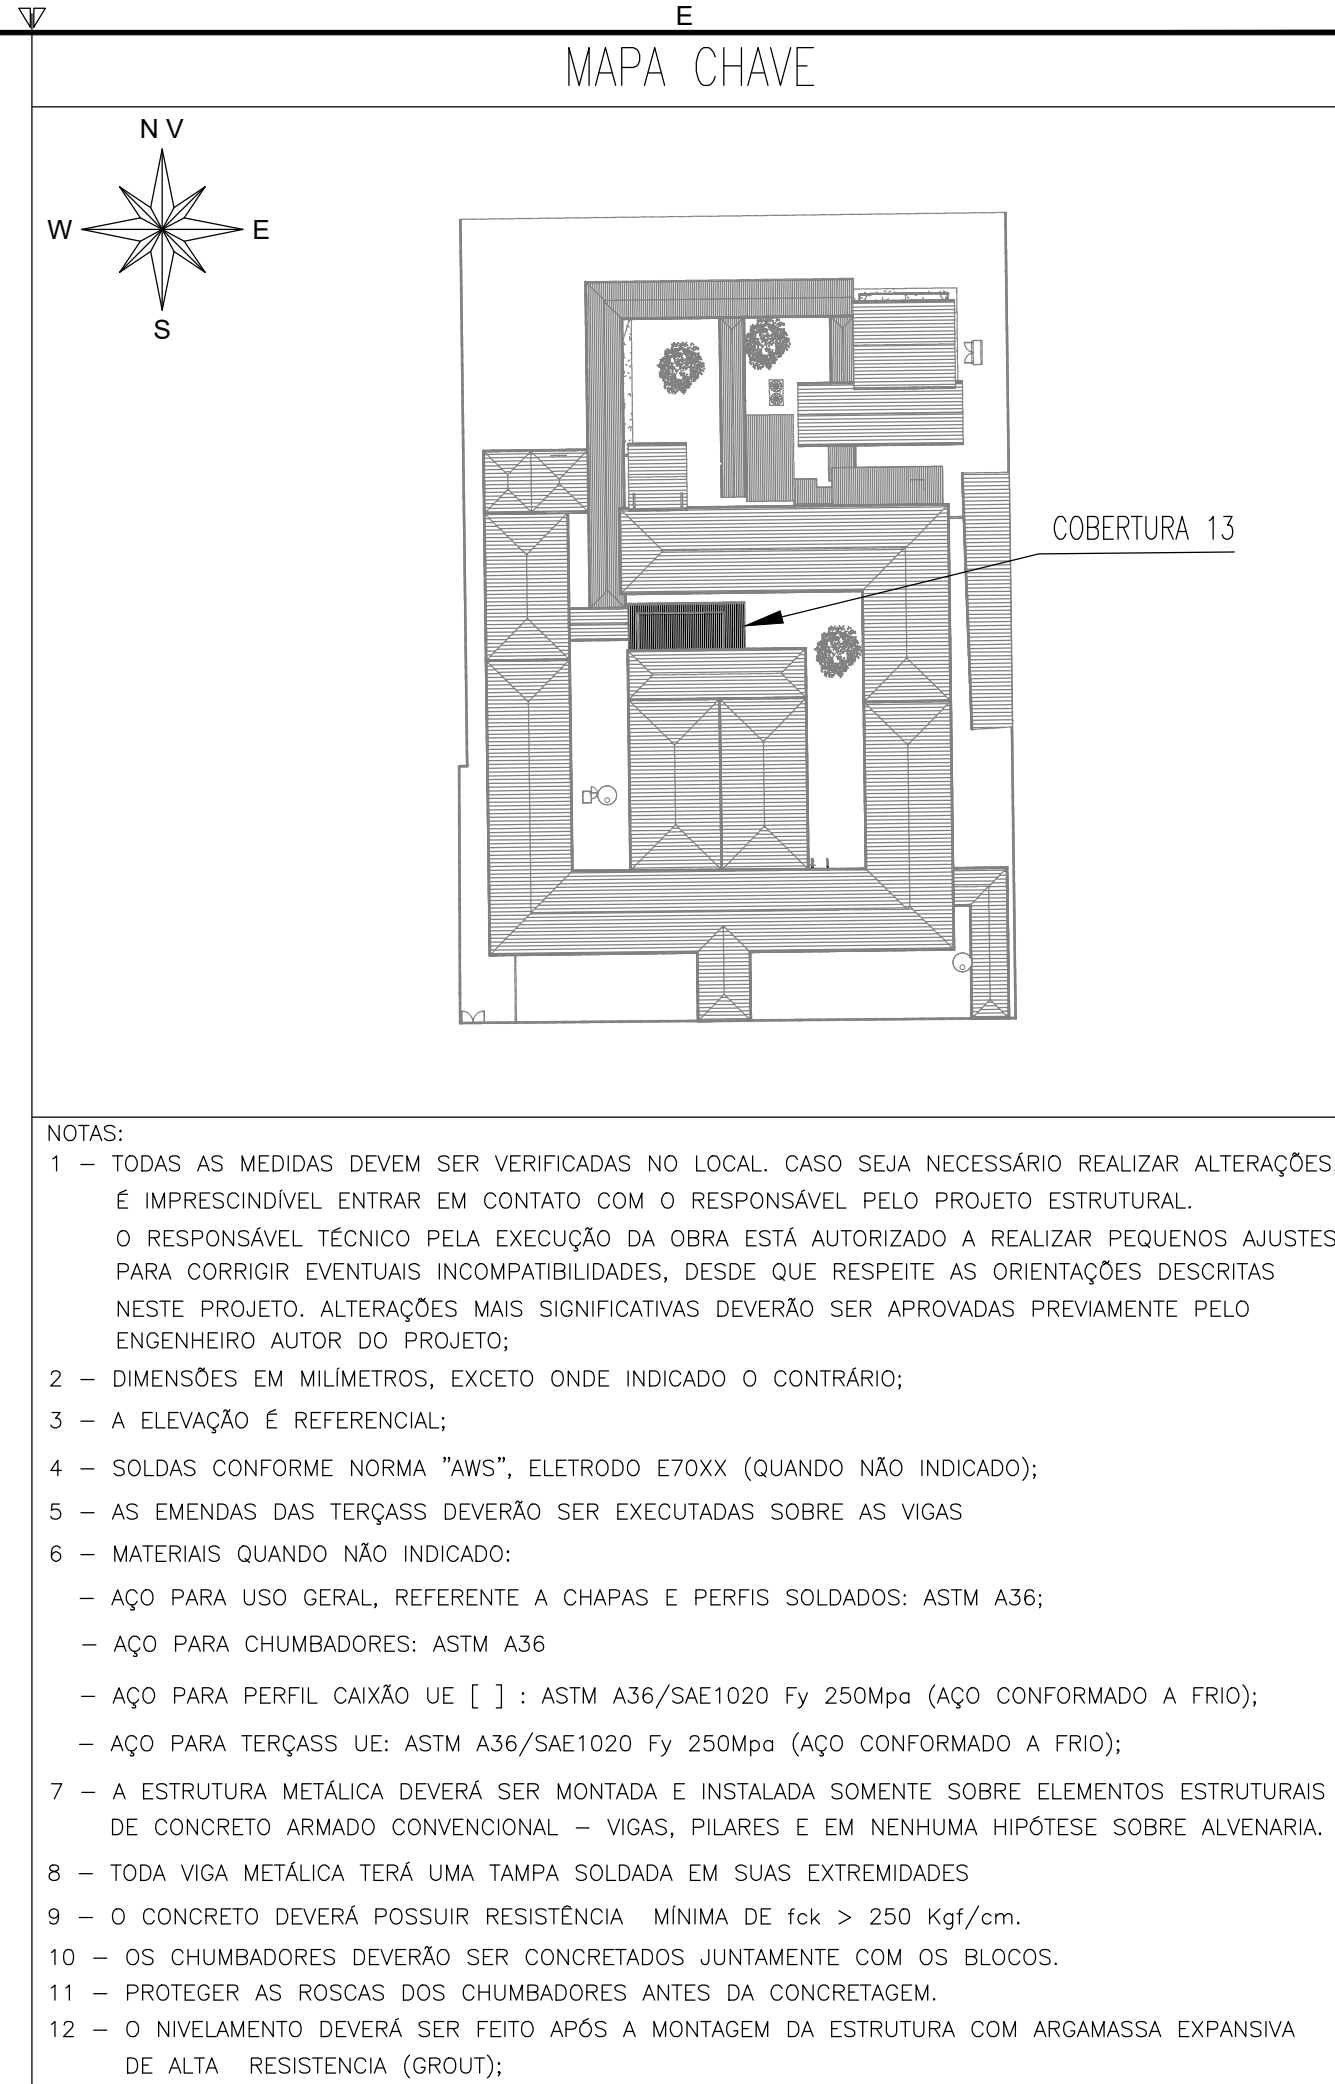 E
MAPA CHAVE
N V
W E
S
COBERTURA 13
NOTAS:
1 – TODAS AS MEDIDAS DEVEM SER VERIFICADAS NO LOCAL. CASO SEJA NECESSÁRIO REALIZAR ALTERAÇÕES,
É IMPRESCINDÍVEL ENTRAR EM CONTATO COM O RESPONSÁVEL PELO PROJETO ESTRUTURAL.
O RESPONSÁVEL TÉCNICO PELA EXECUÇÃO DA OBRA ESTÁ AUTORIZADO A REALIZAR PEQUENOS AJUSTES
PARA CORRIGIR EVENTUAIS INCOMPATIBILIDADES, DESDE QUE RESPEITE AS ORIENTAÇÕES DESCRITAS
NESTE PROJETO. ALTERAÇÕES MAIS SIGNIFICATIVAS DEVERÃO SER APROVADAS PREVIAMENTE PELO
ENGENHEIRO AUTOR DO PROJETO;
2 – DIMENSÕES EM MILÍMETROS, EXCETO ONDE INDICADO O CONTRÁRIO;
3 – A ELEVAÇÃO É REFERENCIAL;
4 – SOLDAS CONFORME NORMA "AWS", ELETRODO E70XX (QUANDO NÃO INDICADO);
5 – AS EMENDAS DAS TERÇASS DEVERÃO SER EXECUTADAS SOBRE AS VIGAS
6 – MATERIAIS QUANDO NÃO INDICADO:
– AÇO PARA USO GERAL, REFERENTE A CHAPAS E PERFIS SOLDADOS: ASTM A36;
– AÇO PARA CHUMBADORES: ASTM A36
– AÇO PARA PERFIL CAIXÃO UE [ ] : ASTM A36/SAE1020 Fy 250Mpa (AÇO CONFORMADO A FRIO);
– AÇO PARA TERÇASS UE: ASTM A36/SAE1020 Fy 250Mpa (AÇO CONFORMADO A FRIO);
7 – A ESTRUTURA METÁLICA DEVERÁ SER MONTADA E INSTALADA SOMENTE SOBRE ELEMENTOS ESTRUTURAIS
DE CONCRETO ARMADO CONVENCIONAL – VIGAS, PILARES E EM NENHUMA HIPÓTESE SOBRE ALVENARIA.
8 – TODA VIGA METÁLICA TERÁ UMA TAMPA SOLDADA EM SUAS EXTREMIDADES
9 – O CONCRETO DEVERÁ POSSUIR RESISTÊNCIA MÍNIMA DE fck > 250 Kgf/cm.
10 – OS CHUMBADORES DEVERÃO SER CONCRETADOS JUNTAMENTE COM OS BLOCOS.
11 – PROTEGER AS ROSCAS DOS CHUMBADORES ANTES DA CONCRETAGEM.
12 – O NIVELAMENTO DEVERÁ SER FEITO APÓS A MONTAGEM DA ESTRUTURA COM ARGAMASSA EXPANSIVA
DE ALTA RESISTENCIA (GROUT);